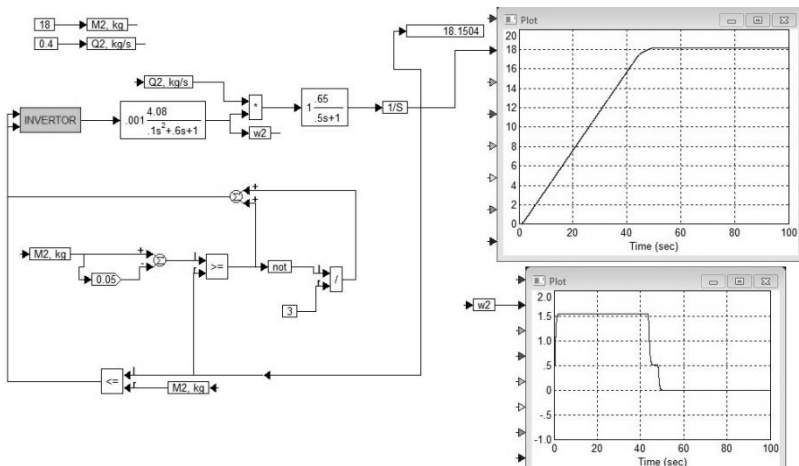 18
M2, kg
0.4
Q2, kg/s
18.1504
Q2, kg/s
INVERTOR
.001 4.08
.1s²+.6s+1
*
w2
1 .65
.5s+1
1/S
Σ
+
+
M2, kg
+
-
Σ
0.05
l
r
>=
not
l
r
/
3
<=
l
r
M2, kg
Plot
20
18
16
14
12
10
8
6
4
2
0
0 20 40 60 80 100
Time (sec)
w2
Plot
2.0
1.5
1.0
.5
0
-.5
-1.0
0 20 40 60 80 100
Time (sec)